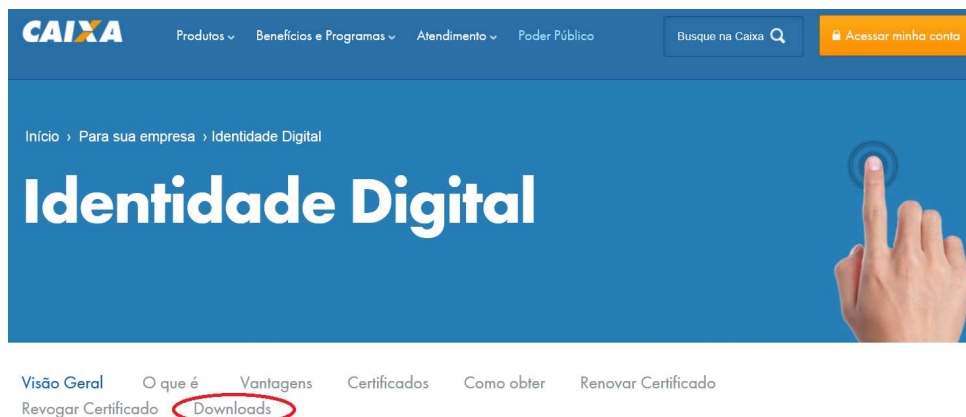 CAIXA Produtos Benefícios e Programas Atendimento Poder Público Busque na Caixa Acessar minha conta
Início › Para sua empresa › Identidade Digital
Identidade Digital
Visão Geral O que é Vantagens Certificados Como obter Renovar Certificado
Revogar Certificado Downloads